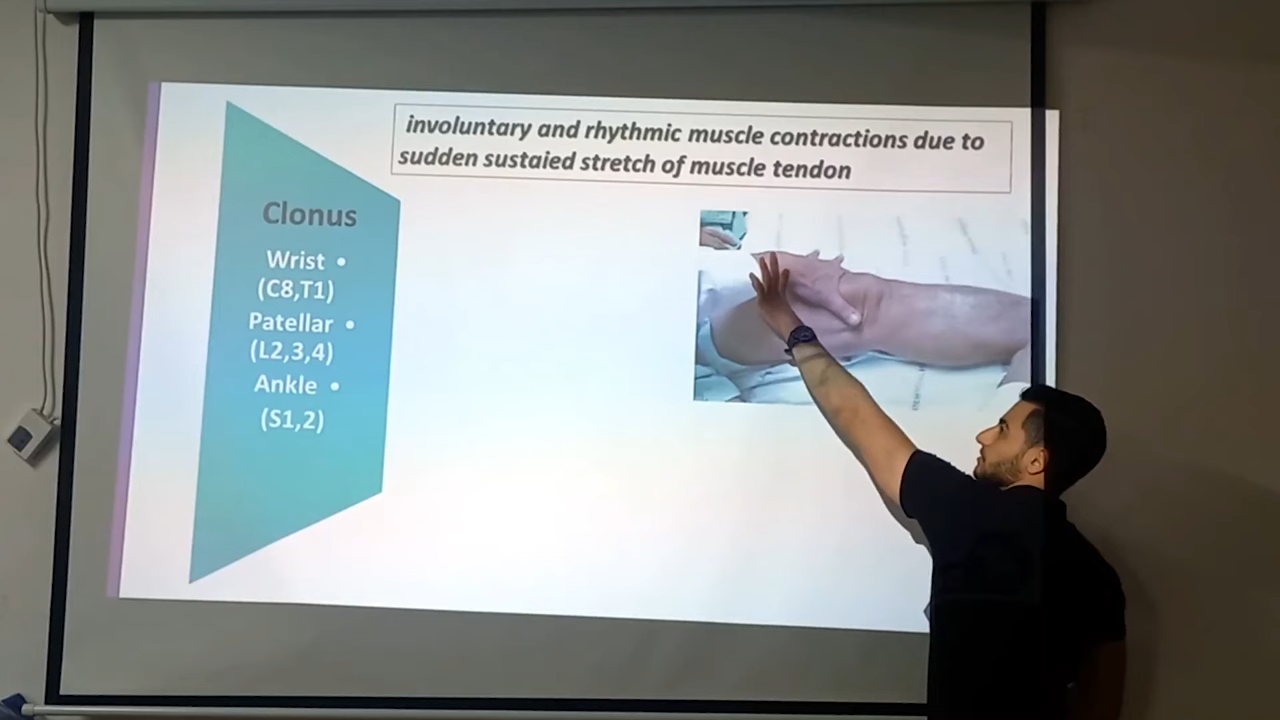 involuntary and rhythmic muscle contractions due to
sudden sustaied stretch of muscle tendon
Clonus
Wrist •
(C8,T1)
Patellar •
(L2,3,4)
Ankle •
(S1,2)